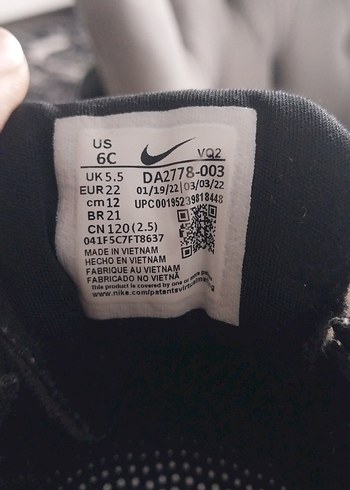 US
6C
VQ2
UK 5.5 DA2778-003
EUR 22 01/19/22 03/03/22
cm 12 UPC 00195239818448
BR 21
CN 120 (2.5)
041F5C7FT8637
MADE IN VIETNAM
HECHO EN VIETNAM
FABRIQUE AU VIETNAM
FABRICADO NO VIETNÃ
this product is covered by one or more
www.nike.com/patents